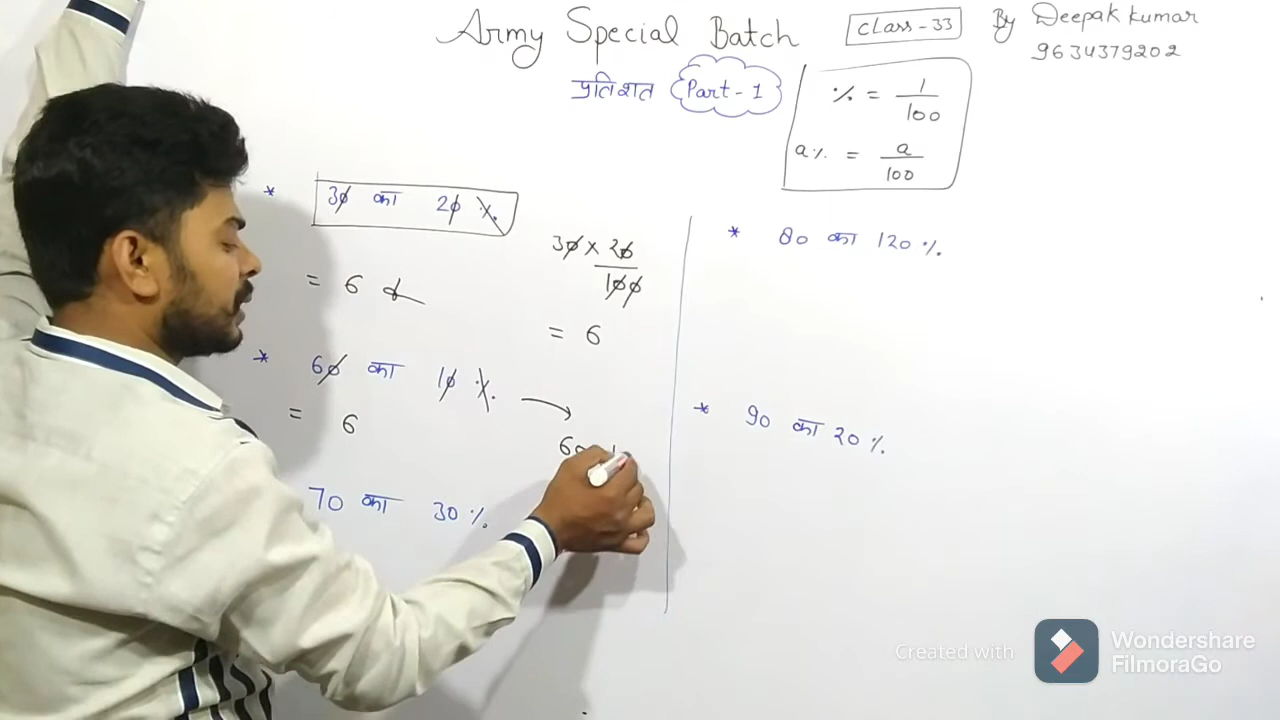 Army Special Batch
Class-33
By Deepak kumar
9634379202
प्रतिशत Part-1
% = 1/100
a% = a/100
* 30 का 20 %
= 6
30 × 20/100
= 6
* 60 का 10 %
= 6
60
70 का 30 %
* 80 का 120 %
* 90 का 20 %
Created with Wondershare FilmoraGo